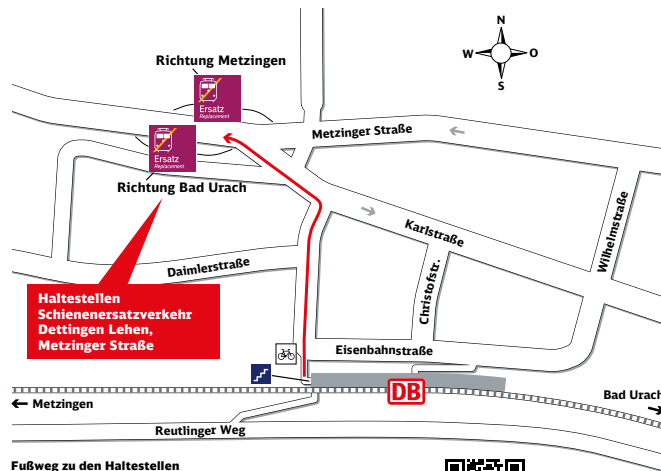 N
W O
S
Richtung Metzingen
Ersatz
Replacement
Metzinger Straße
Ersatz
Replacement
Richtung Bad Urach
Karlstraße
Wilhelmstraße
Daimlerstraße
Christofstr.
Haltestellen
Schienenersatzverkehr
Dettingen Lehen,
Metzinger Straße
Eisenbahnstraße
DB
Metzingen
Bad Urach
Reutlinger Weg
Fußweg zu den Haltestellen